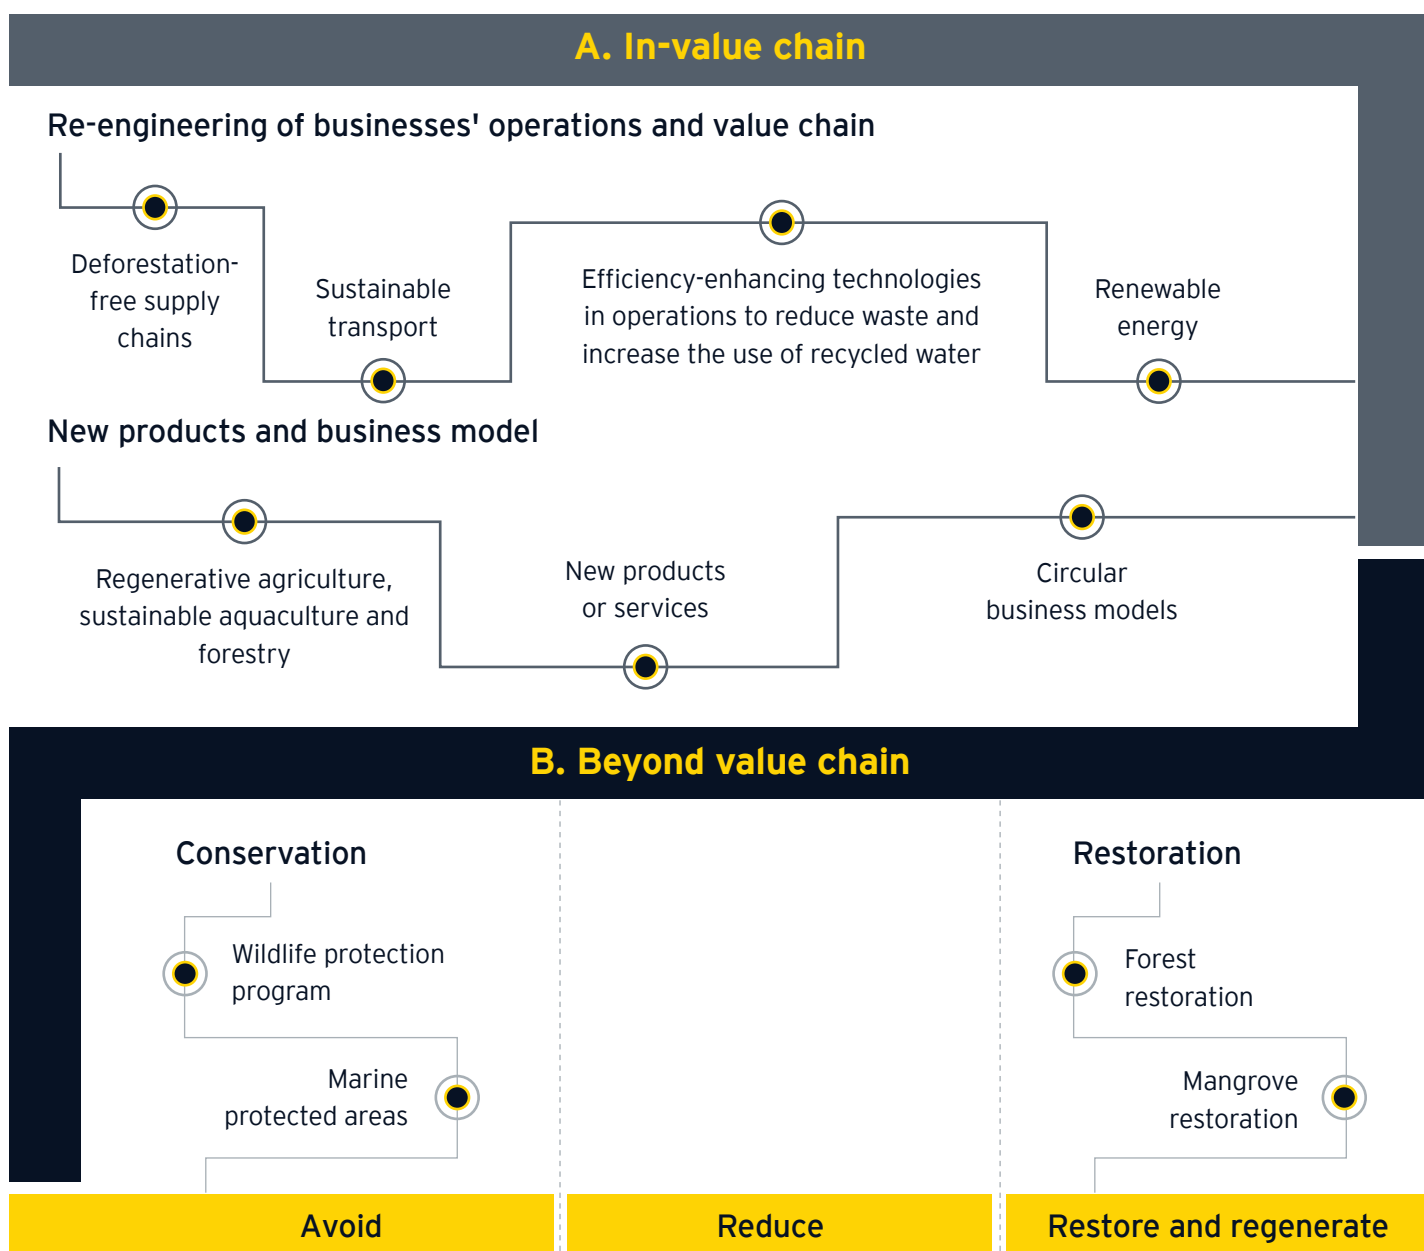 A. In-value chain
Re-engineering of businesses' operations and value chain
Deforestation-
free supply
chains
Sustainable
transport
Efficiency-enhancing technologies
in operations to reduce waste and
increase the use of recycled water
Renewable
energy
New products and business model
Regenerative agriculture,
sustainable aquaculture and
forestry
New products
or services
Circular
business models
B. Beyond value chain
Conservation
Wildlife protection
program
Marine
protected areas
Restoration
Forest
restoration
Mangrove
restoration
Avoid
Reduce
Restore and regenerate